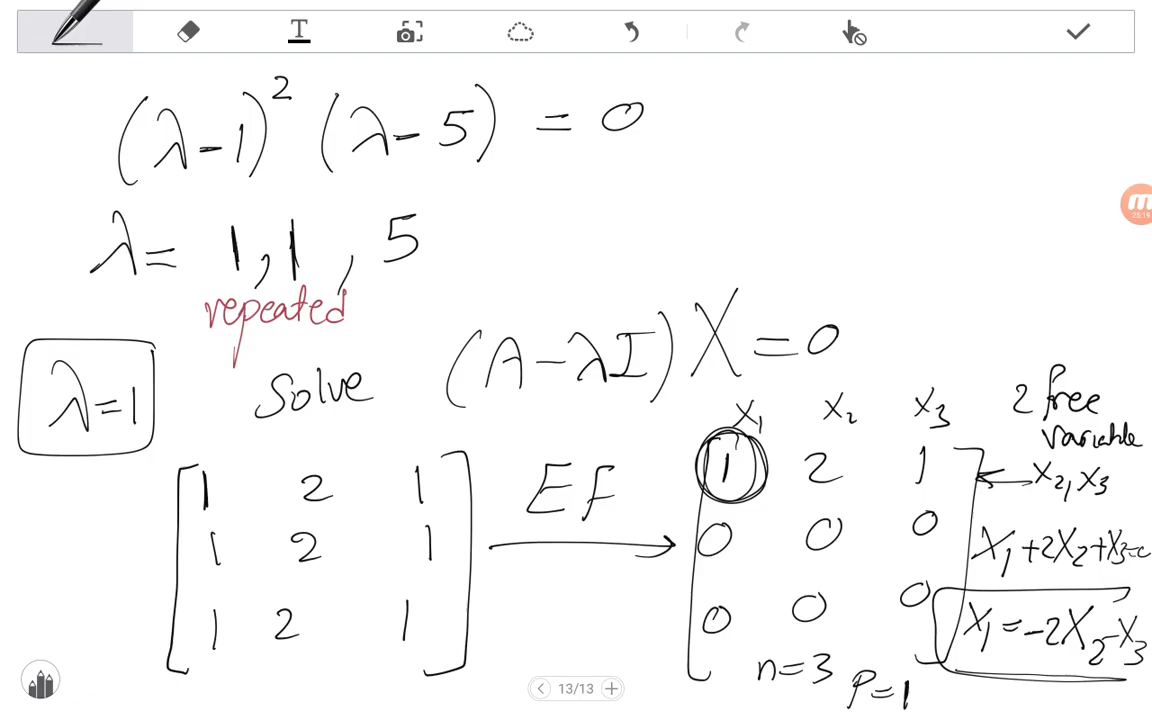 T
(λ-1)² (λ-5) = 0
26:19
λ= 1, 1, 5
repeated
λ=1
Solve (A-λI) X = 0
X₁ X₂ X₃
2 free
variable
1 2 1
EF
1 2 1
← X₂, X₃
1 2 1
0 0 0
X₁+2X₂+X₃=0
1 2 1
0 0 0
X₁=-2X₂-X₃
n=3
P=1
13/13